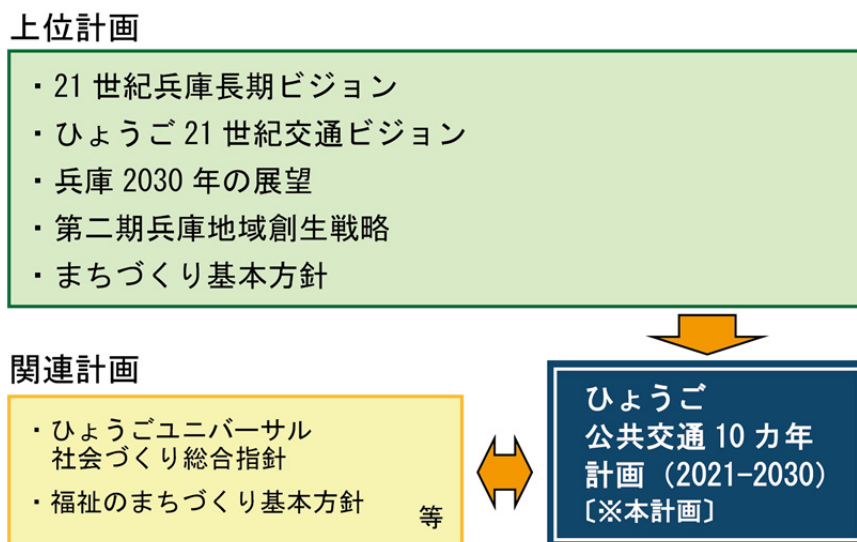 上位計画
・21 世紀兵庫長期ビジョン
・ひょうご 21 世紀交通ビジョン
・兵庫 2030 年の展望
・第二期兵庫地域創生戦略
・まちづくり基本方針
関連計画
・ひょうごユニバーサル
社会づくり総合指針
・福祉のまちづくり基本方針
等
ひょうご
公共交通 10 カ年
計画（2021−2030）
〔※本計画〕